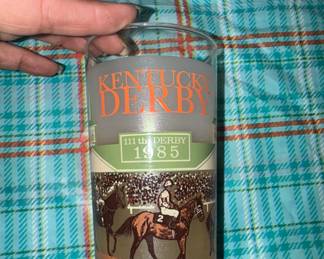 KENTUCKY
DERBY
111th DERBY
1985
2